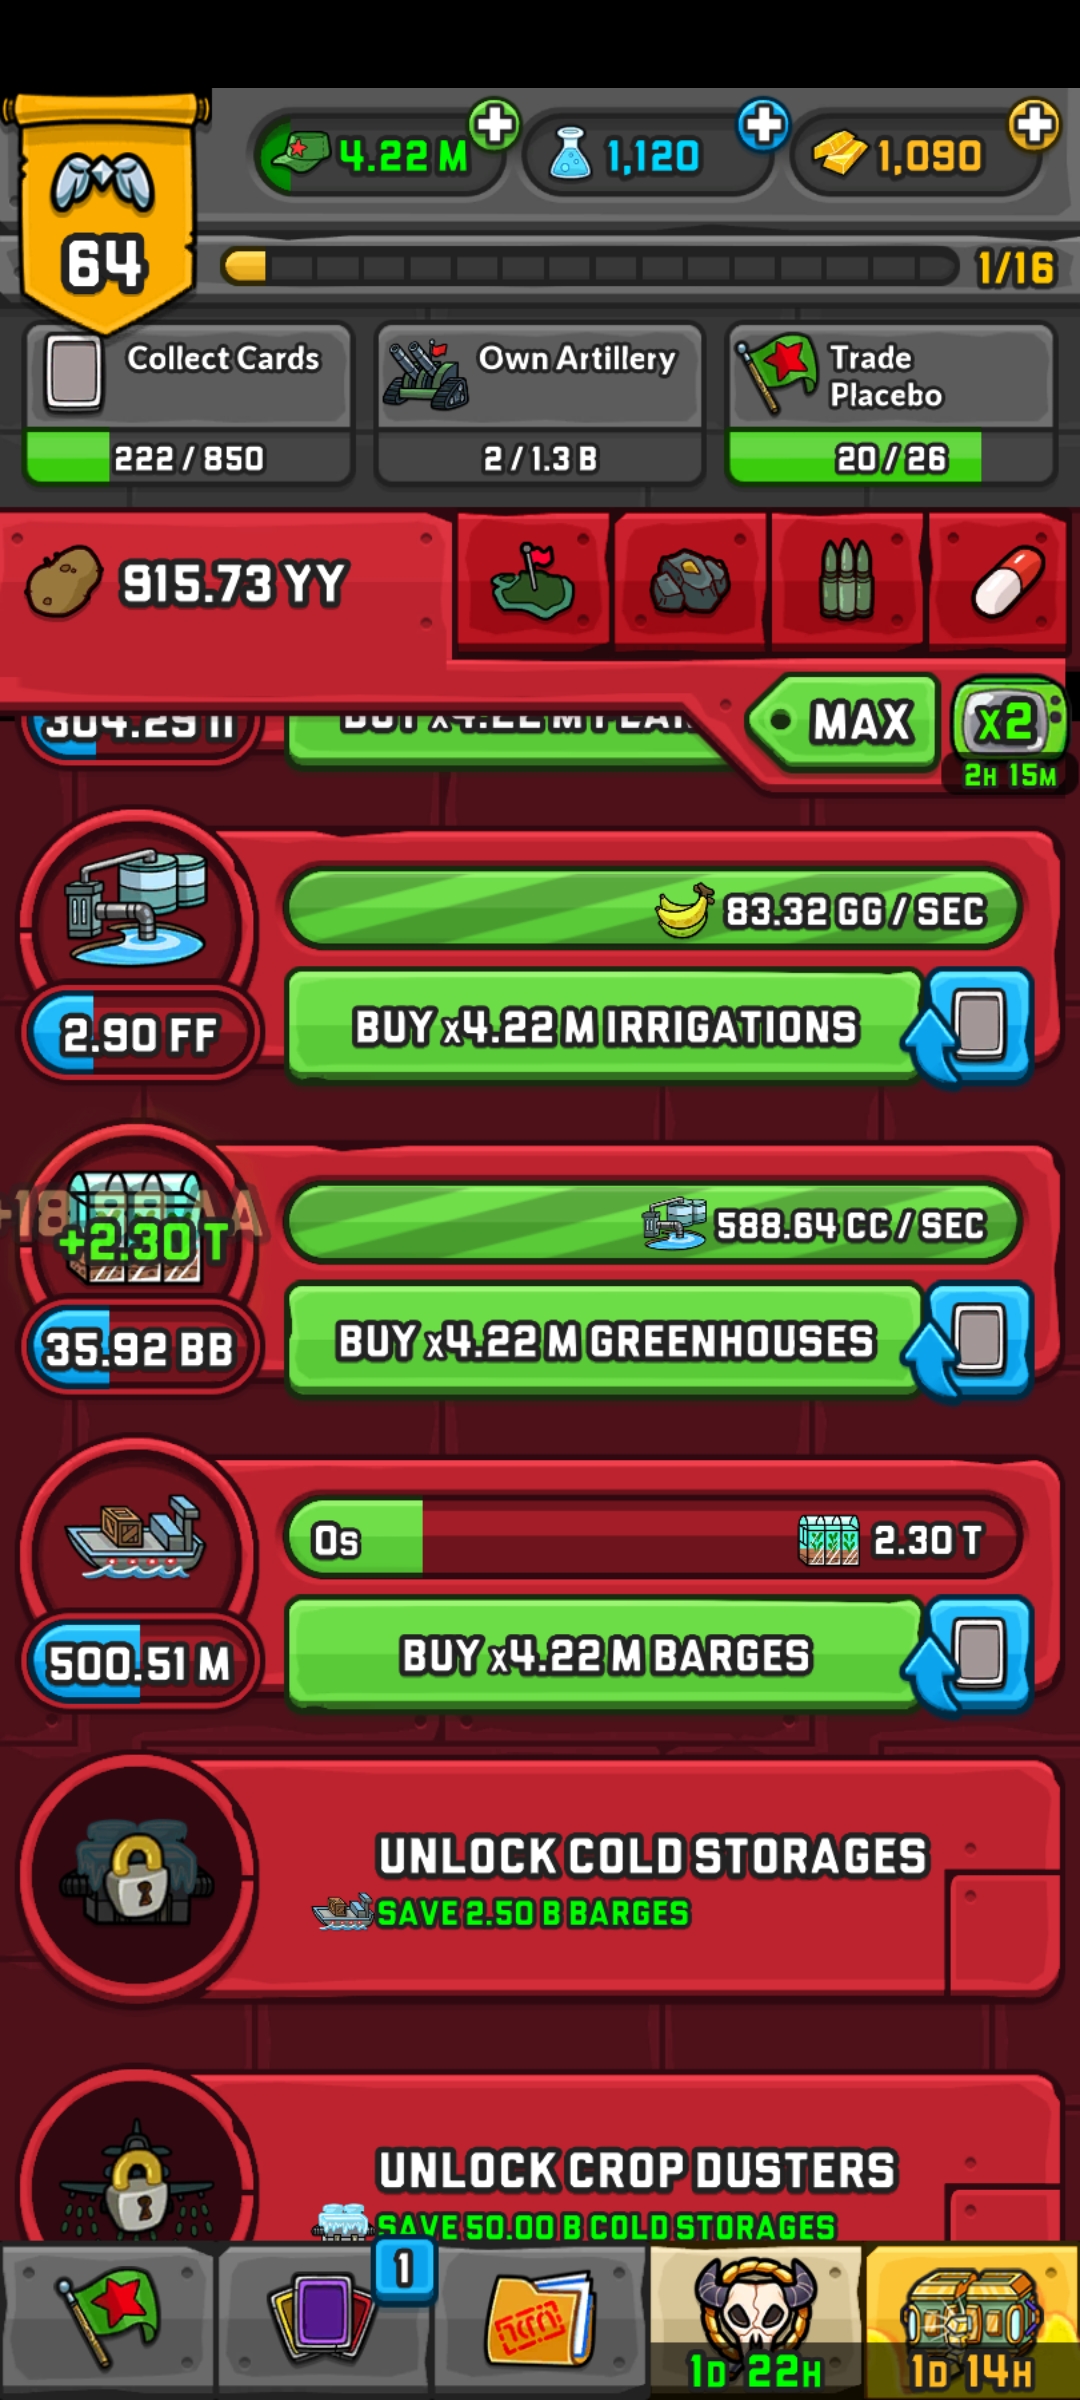 64
4.22 M
1,120
1,090
1/16
Collect Cards
222 / 850
Own Artillery
2 / 1.3 B
Trade
Placebo
20 / 26
915.73 YY
MAX
x2
2H 15M
304.29 II
83.32 GG / SEC
2.90 FF
BUY x4.22 M IRRIGATIONS
+2.30 T
588.64 CC / SEC
35.92 BB
BUY x4.22 M GREENHOUSES
0s
2.30 T
500.51 M
BUY x4.22 M BARGES
UNLOCK COLD STORAGES
SAVE 2.50 B BARGES
UNLOCK CROP DUSTERS
SAVE 50.00 B COLD STORAGES
1
1D 22H
1D 14H